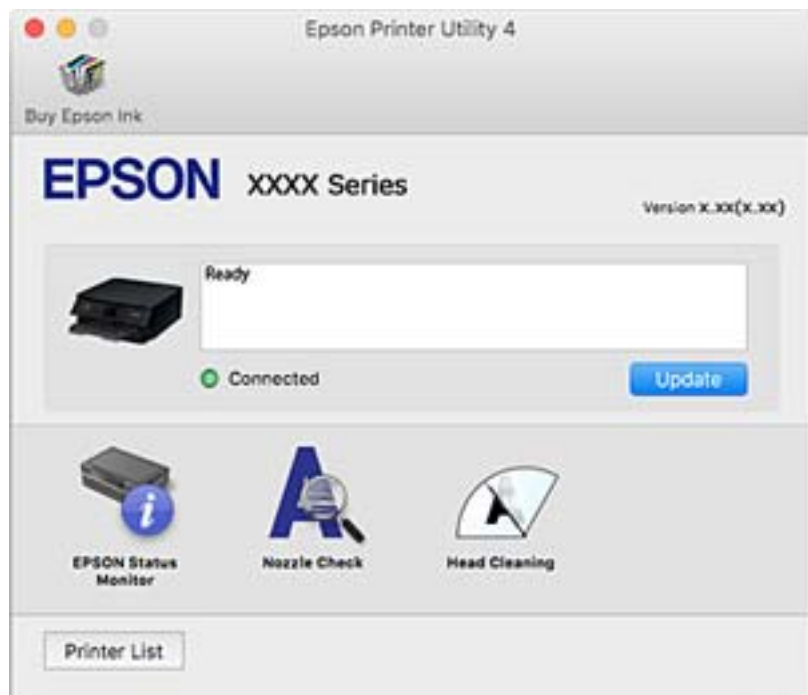 Epson Printer Utility 4
Buy Epson Ink
EPSON XXXX Series
Version x.xx(x.xx)
Ready
Connected
Update
EPSON Status
Monitor
Nozzle Check
Head Cleaning
Printer List